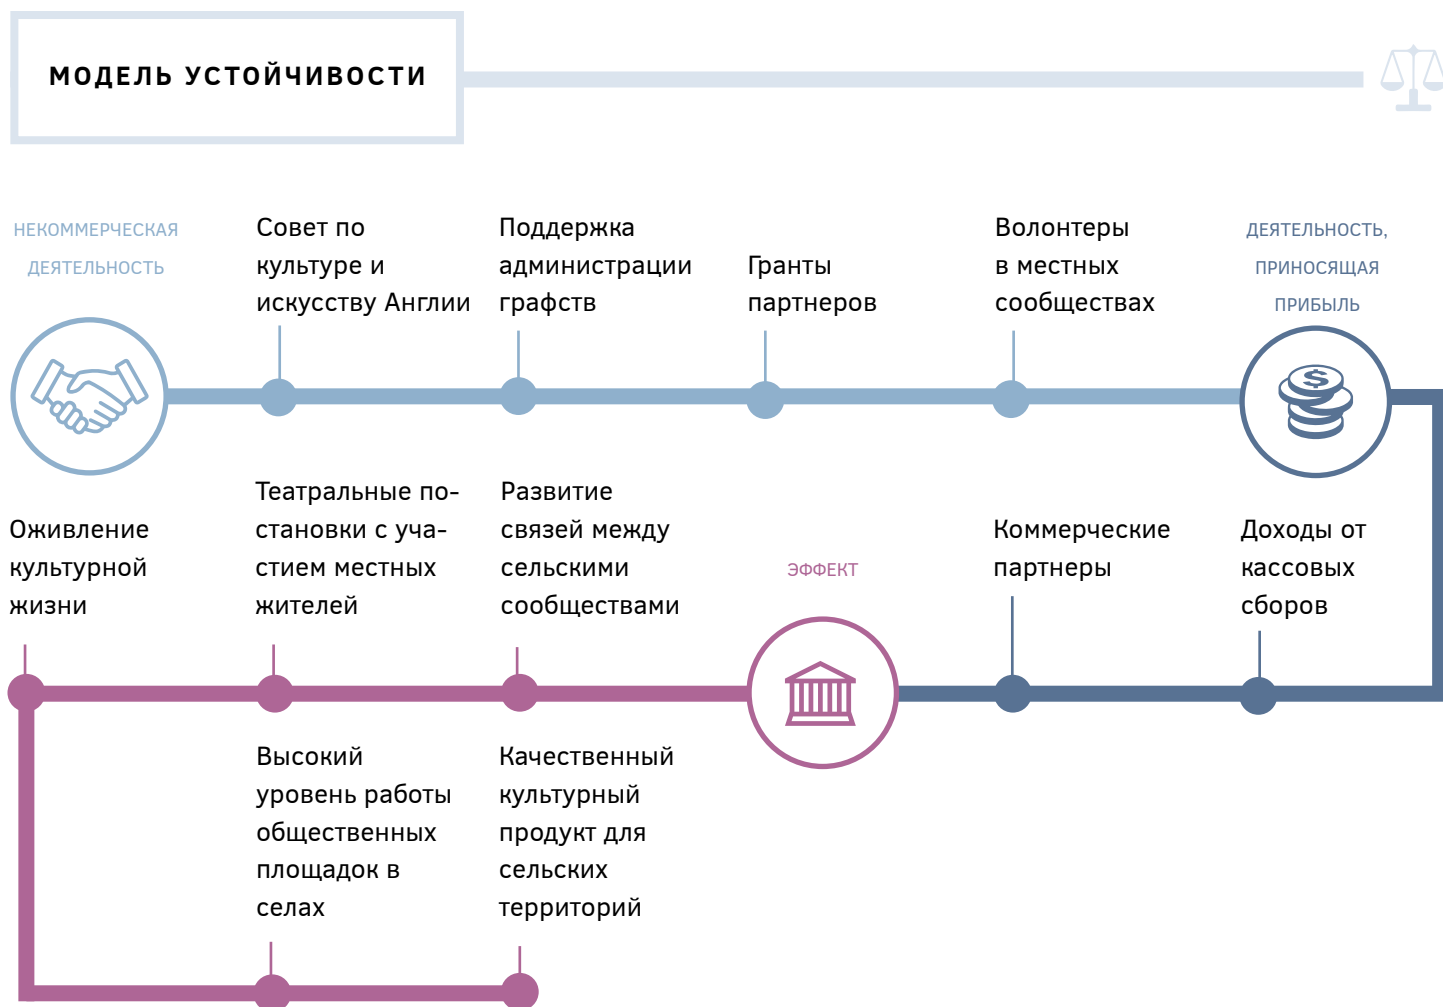 МОДЕЛЬ УСТОЙЧИВОСТИ
НЕКОММЕРЧЕСКАЯ
ДЕЯТЕЛЬНОСТЬ
Совет по
культуре и
искусству Англии
Поддержка
администрации
графств
Гранты
партнеров
Волонтеры
в местных
сообществах
ДЕЯТЕЛЬНОСТЬ,
ПРИНОСЯЩАЯ
ПРИБЫЛЬ
$
Оживление
культурной
жизни
Театральные по-
становки с уча-
стием местных
жителей
Развитие
связей между
сельскими
сообществами
ЭФФЕКТ
Коммерческие
партнеры
Доходы от
кассовых
сборов
Высокий
уровень работы
общественных
площадок в
селах
Качественный
культурный
продукт для
сельских
территорий